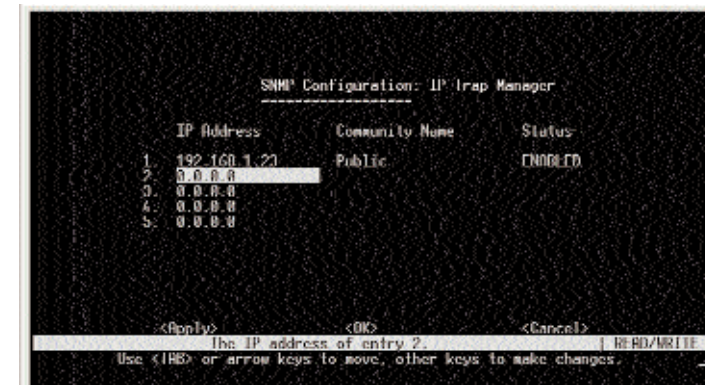 SNMP Configuration: IP Trap Manager
--------------------
IP Address Community Name Status
1. 192.168.1.23 Public ENABLED
2. 0.0.0.0
3. 0.0.0.0
4. 0.0.0.0
5. 0.0.0.0
<Apply> <OK> <Cancel>
The IP address of entry 2. | READ/WRITE
Use <TAB> or arrow keys to move, other keys to make changes.